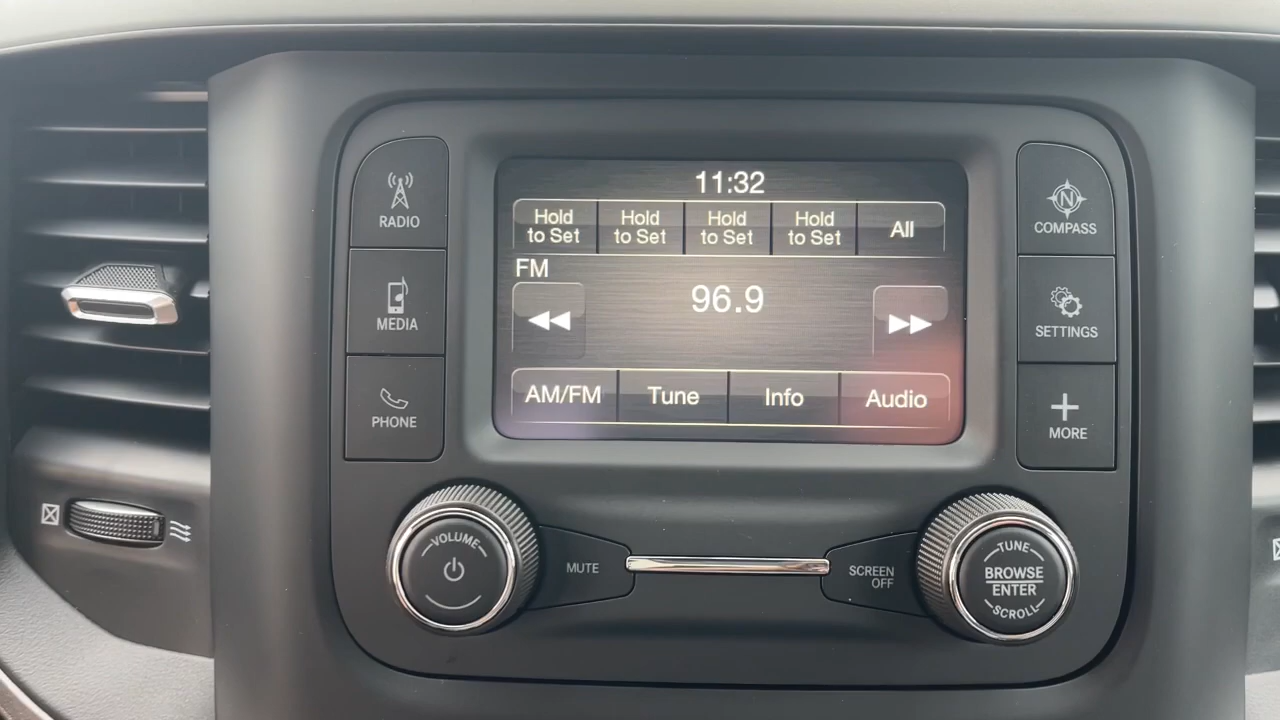 11:32
Hold
to Set
Hold
to Set
Hold
to Set
Hold
to Set
All
FM
96.9
AM/FM
Tune
Info
Audio
RADIO
MEDIA
PHONE
N
COMPASS
SETTINGS
MORE
VOLUME
MUTE
SCREEN
OFF
TUNE
BROWSE
ENTER
SCROLL